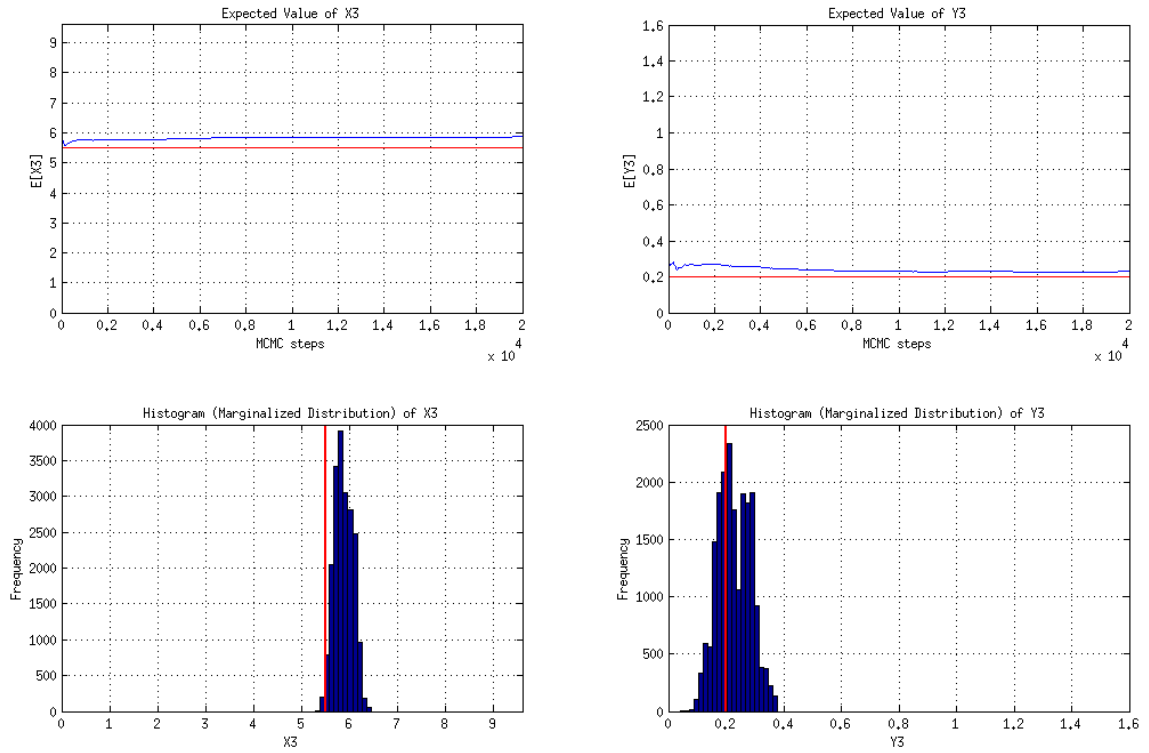 Expected Value of X3
9
8
7
6
5
4
3
2
1
0
E[X3]
0 0.2 0.4 0.6 0.8 1 1.2 1.4 1.6 1.8 2
MCMC steps
x 10 4
Expected Value of Y3
1.6
1.4
1.2
1
0.8
0.6
0.4
0.2
0
E[Y3]
0 0.2 0.4 0.6 0.8 1 1.2 1.4 1.6 1.8 2
MCMC steps
x 10 4
Histogram (Marginalized Distribution) of X3
4000
3500
3000
2500
2000
1500
1000
500
0
Frequency
0 1 2 3 4 5 6 7 8 9
X3
Histogram (Marginalized Distribution) of Y3
2500
2000
1500
1000
500
0
Frequency
0 0.2 0.4 0.6 0.8 1 1.2 1.4 1.6
Y3